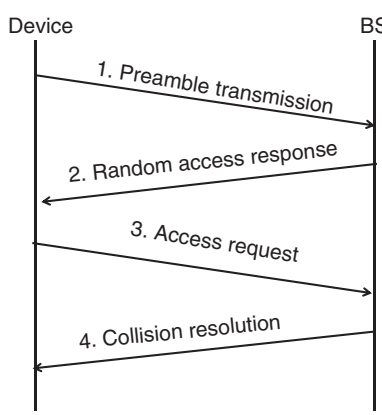 Device
BS
1. Preamble transmission
2. Random access response
3. Access request
4. Collision resolution